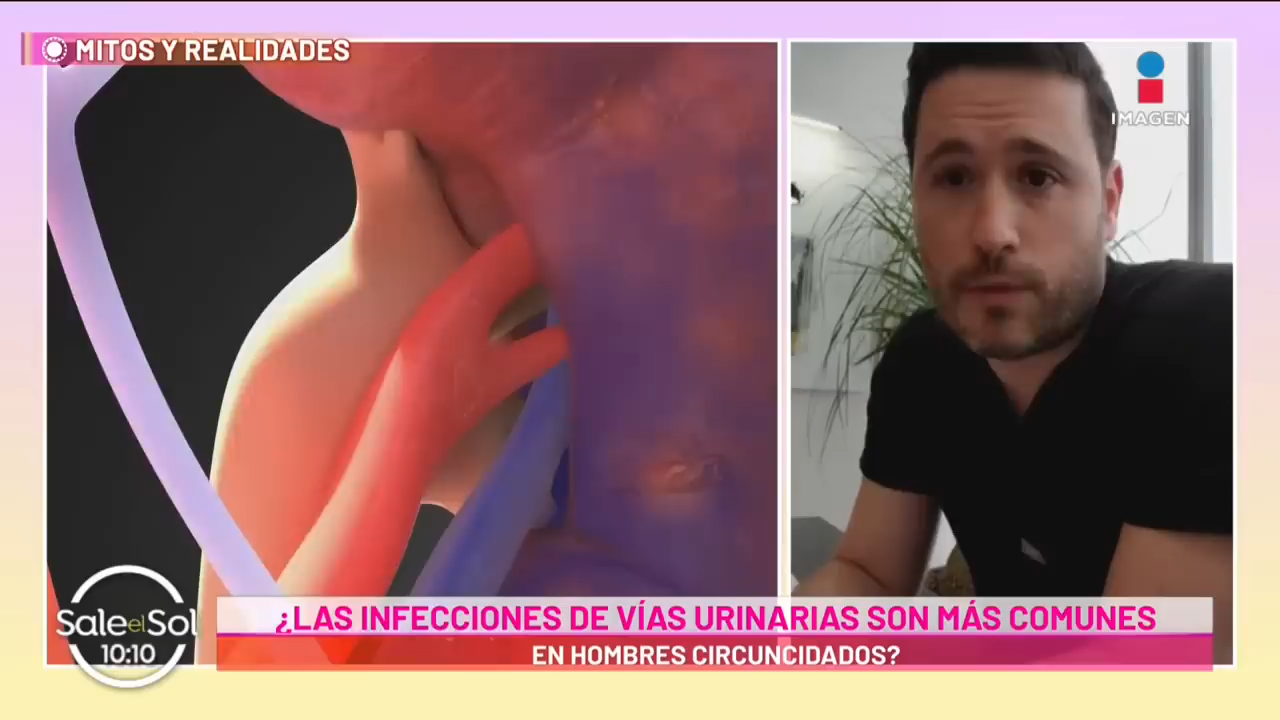 MITOS Y REALIDADES
IMAGEN
¿LAS INFECCIONES DE VÍAS URINARIAS SON MÁS COMUNES
EN HOMBRES CIRCUNCIDADOS?
Sale el Sol
10:10